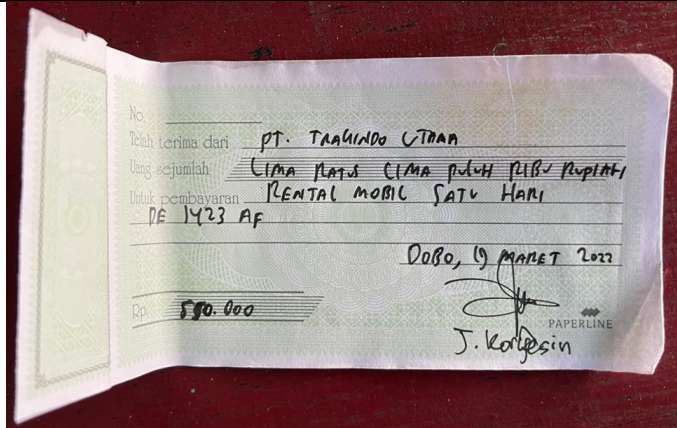 No.
Telah terima dari PT. TRAKINDO UTAMA
Uang sejumlah LIMA RATUS LIMA PULUH RIBU RUPIAH
Untuk pembayaran RENTAL MOBIL SATU HARI
DE 1423 AF
DOBO, 19 MARET 2022
Rp. 550.000
PAPERLINE
J.